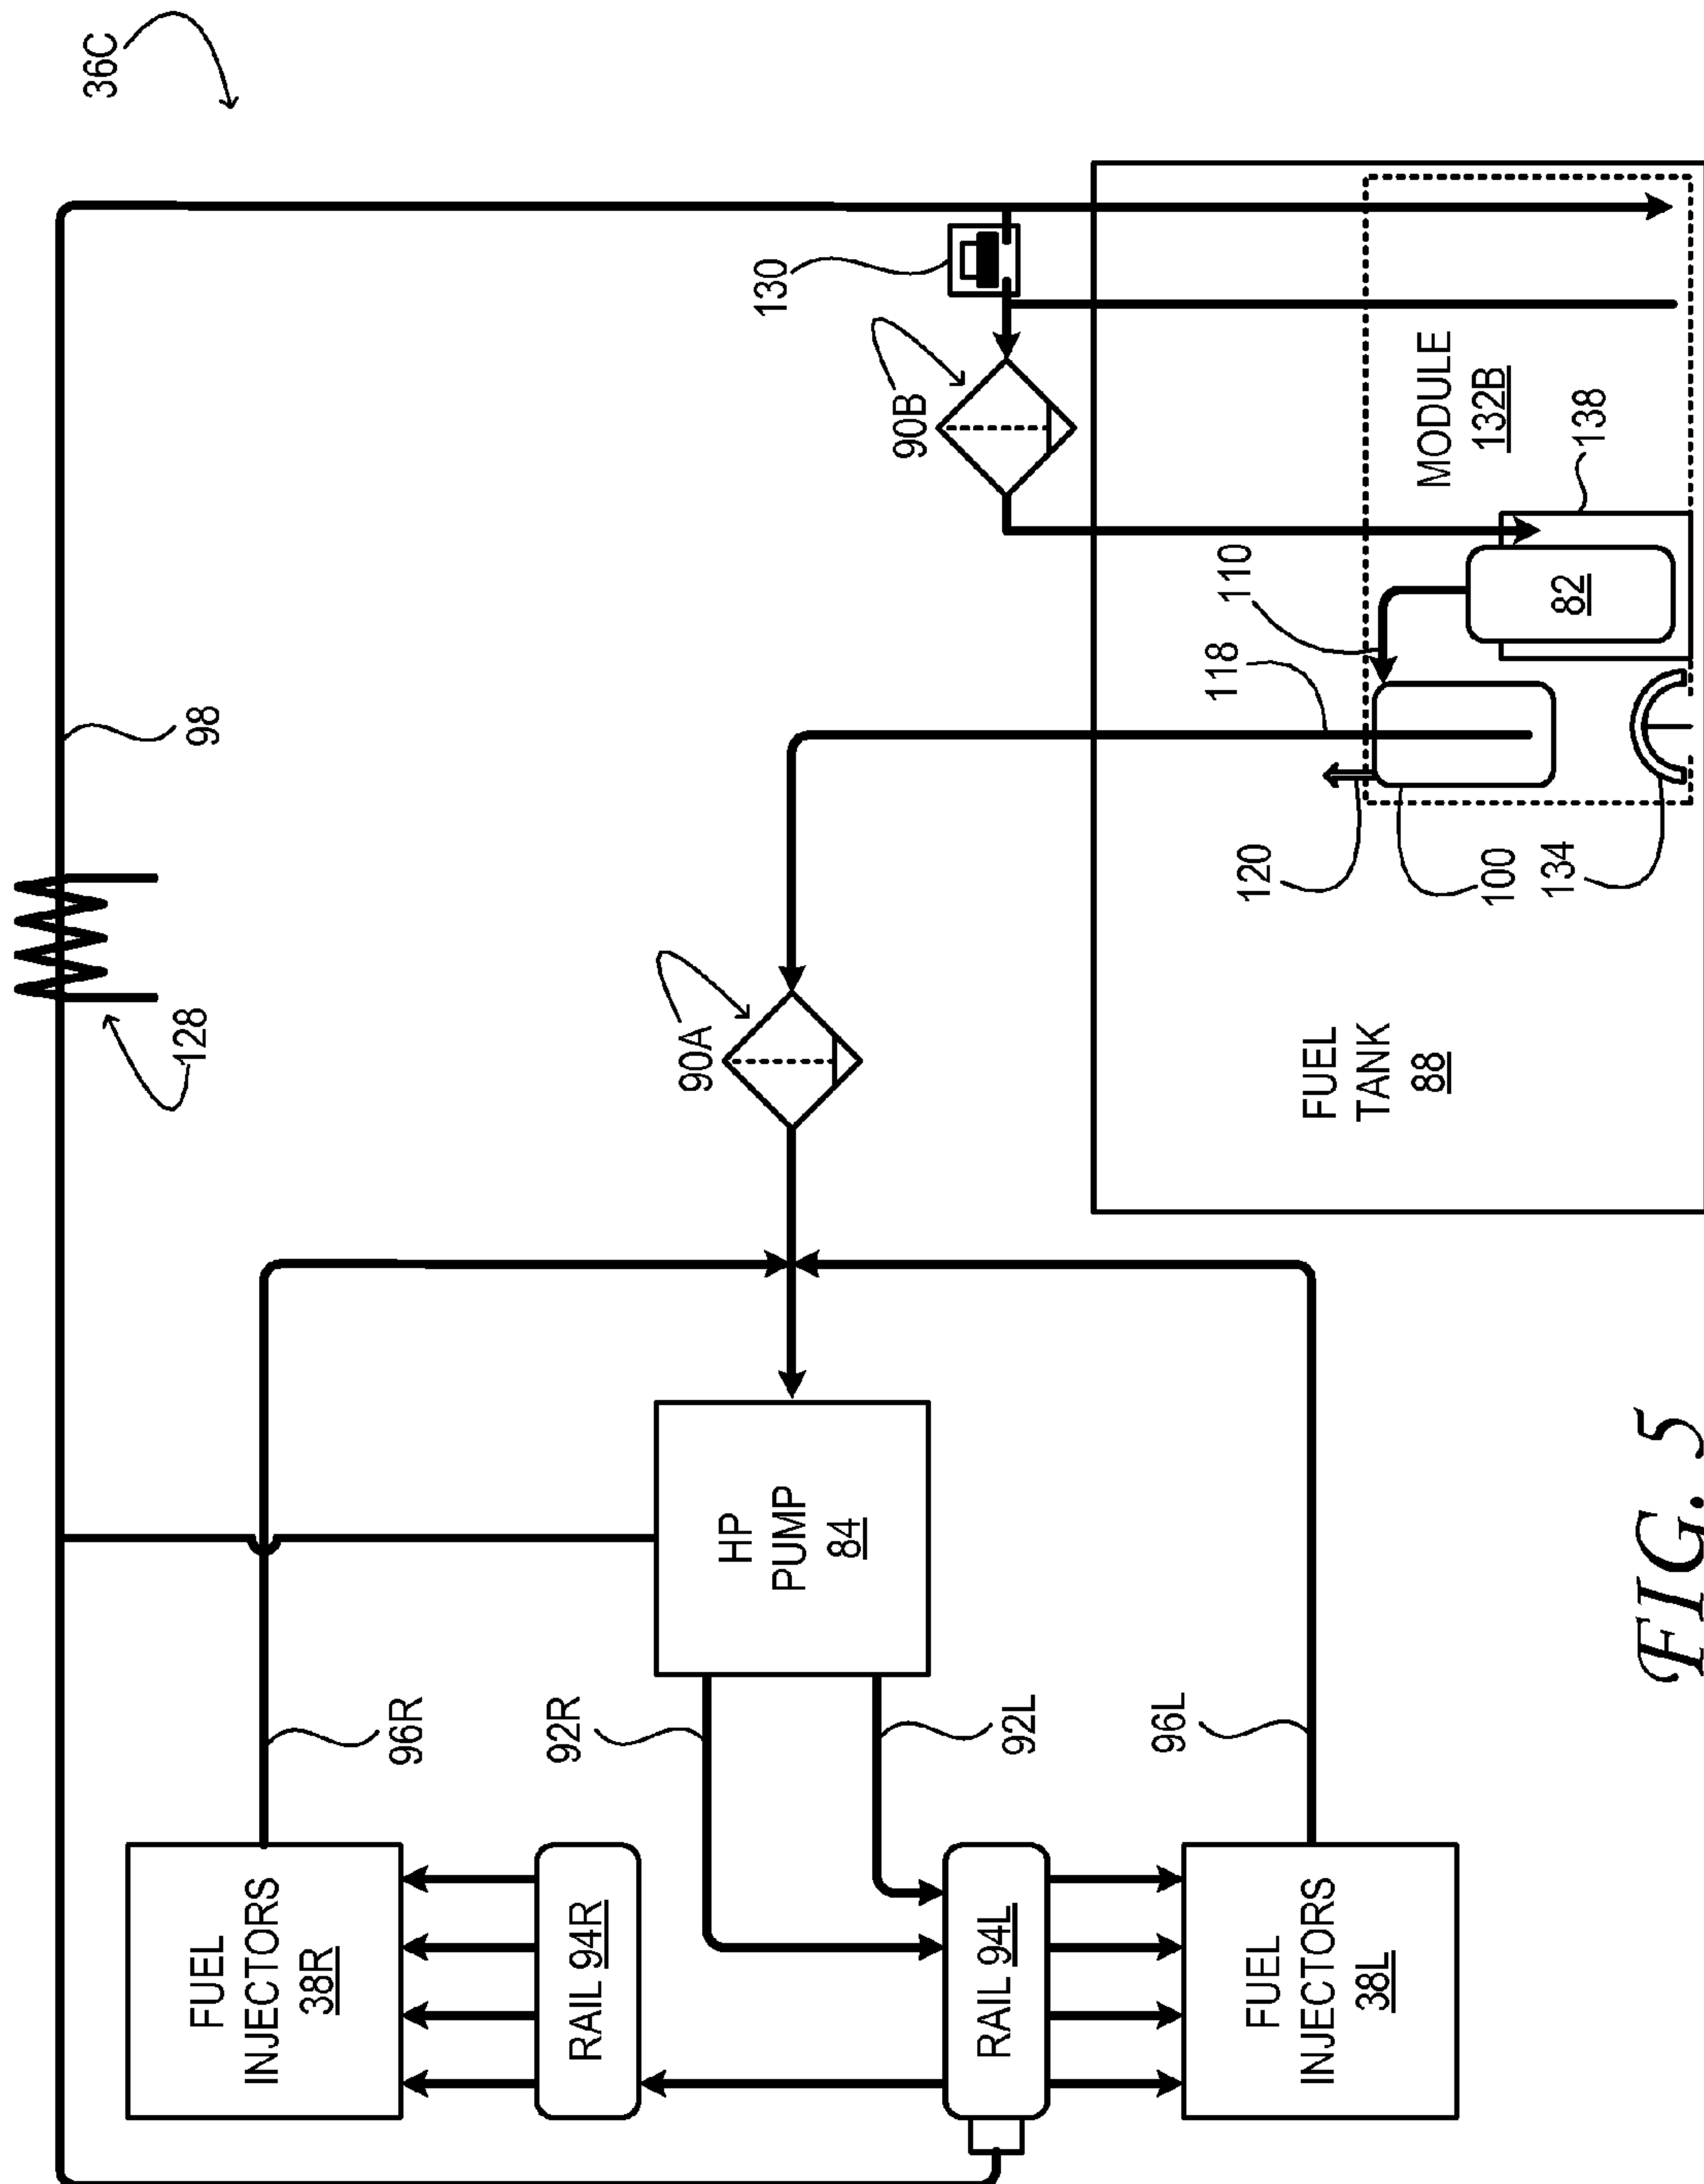 36C
98
128
130
90B
90A
118
110
MODULE
132B
138
82
120
100
134
FUEL
TANK
88
HP
PUMP
84
96R
92R
92L
96L
FUEL
INJECTORS
38R
RAIL 94R
RAIL 94L
FUEL
INJECTORS
38L
FIG. 5